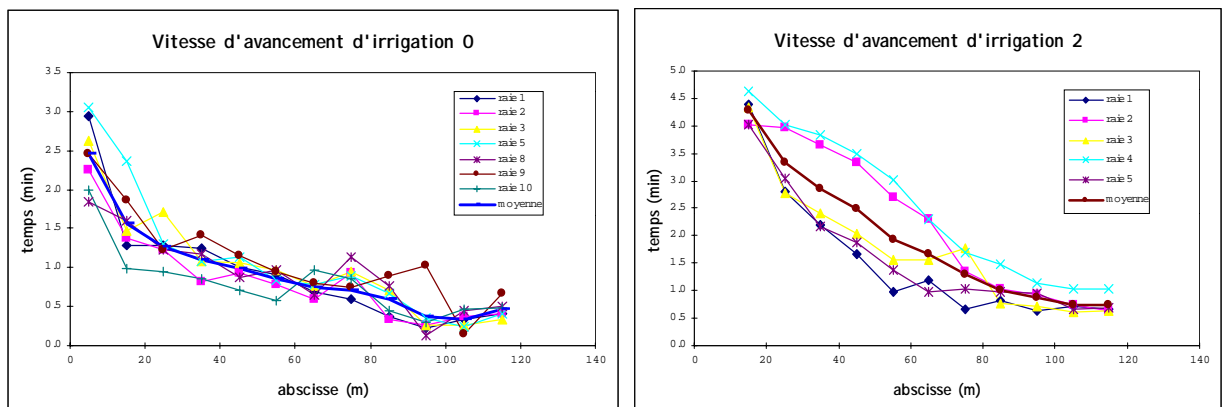 Vitesse d'avancement d'irrigation 0
3.5
3.0
2.5
2.0
1.5
1.0
0.5
0.0
temps (min)
0 20 40 60 80 100 120 140
abscisse (m)
raie 1
raie 2
raie 3
raie 5
raie 8
raie 9
raie 10
moyenne
Vitesse d'avancement d'irrigation 2
5.0
4.5
4.0
3.5
3.0
2.5
2.0
1.5
1.0
0.5
0.0
temps (min)
0 20 40 60 80 100 120 140
abscisse (m)
raie 1
raie 2
raie 3
raie 4
raie 5
moyenne